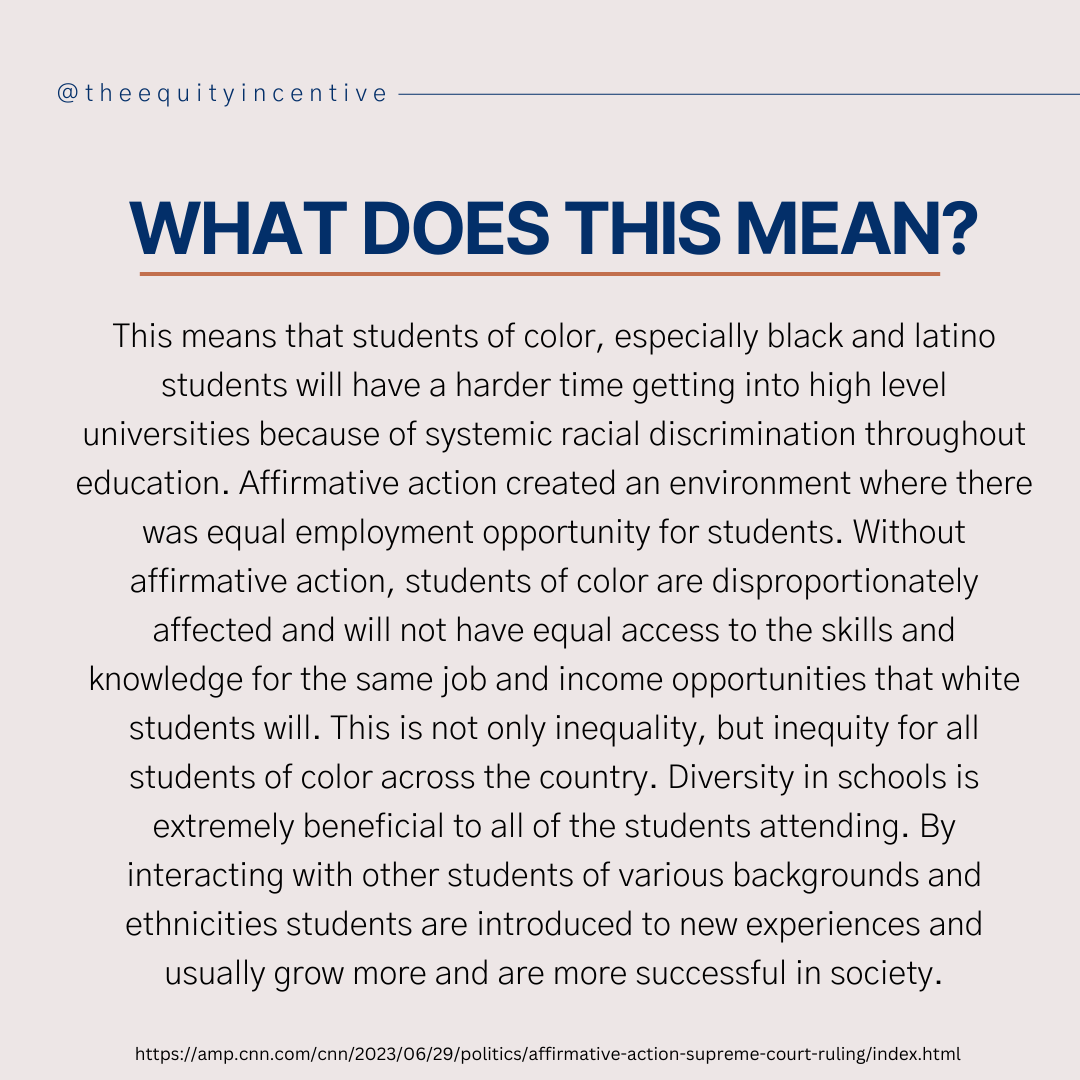 @theequityincentive
WHAT DOES THIS MEAN?
This means that students of color, especially black and latino
students will have a harder time getting into high level
universities because of systemic racial discrimination throughout
education. Affirmative action created an environment where there
was equal employment opportunity for students. Without
affirmative action, students of color are disproportionately
affected and will not have equal access to the skills and
knowledge for the same job and income opportunities that white
students will. This is not only inequality, but inequity for all
students of color across the country. Diversity in schools is
extremely beneficial to all of the students attending. By
interacting with other students of various backgrounds and
ethnicities students are introduced to new experiences and
usually grow more and are more successful in society.
https://amp.cnn.com/cnn/2023/06/29/politics/affirmative-action-supreme-court-ruling/index.html